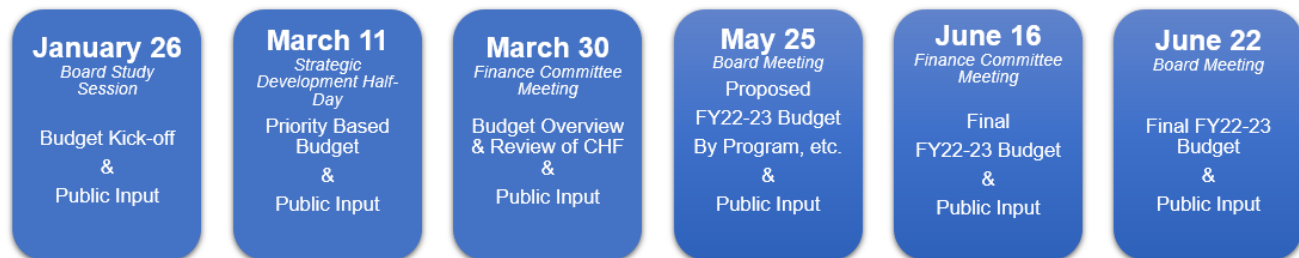 January 26
Board Study
Session
Budget Kick-off
&
Public Input
March 11
Strategic
Development Half-
Day
Priority Based
Budget
&
Public Input
March 30
Finance Committee
Meeting
Budget Overview
& Review of CHF
&
Public Input
May 25
Board Meeting
Proposed
FY22-23 Budget
By Program, etc.
&
Public Input
June 16
Finance Committee
Meeting
Final
FY22-23 Budget
&
Public Input
June 22
Board Meeting
Final FY22-23
Budget
&
Public Input